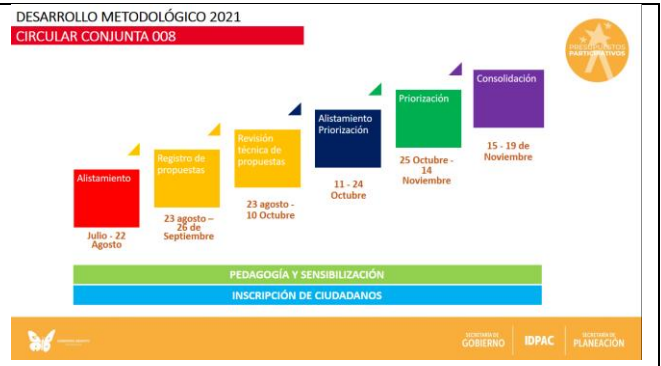 DESARROLLO METODOLÓGICO 2021
CIRCULAR CONJUNTA 008
PRESUPUESTOS
PARTICIPATIVOS
Alistamiento
Julio - 22
Agosto
Registro de
propuestas
23 agosto –
26 de
Septiembre
Revisión
técnica de
propuestas
23 agosto -
10 Octubre
Alistamiento
Priorización
11 - 24
Octubre
Priorización
25 Octubre -
14
Noviembre
Consolidación
15 - 19 de
Noviembre
PEDAGOGÍA Y SENSIBILIZACIÓN
INSCRIPCIÓN DE CIUDADANOS
SECRETARÍA DE
GOBIERNO
IDPAC
SECRETARÍA DE
PLANEACIÓN